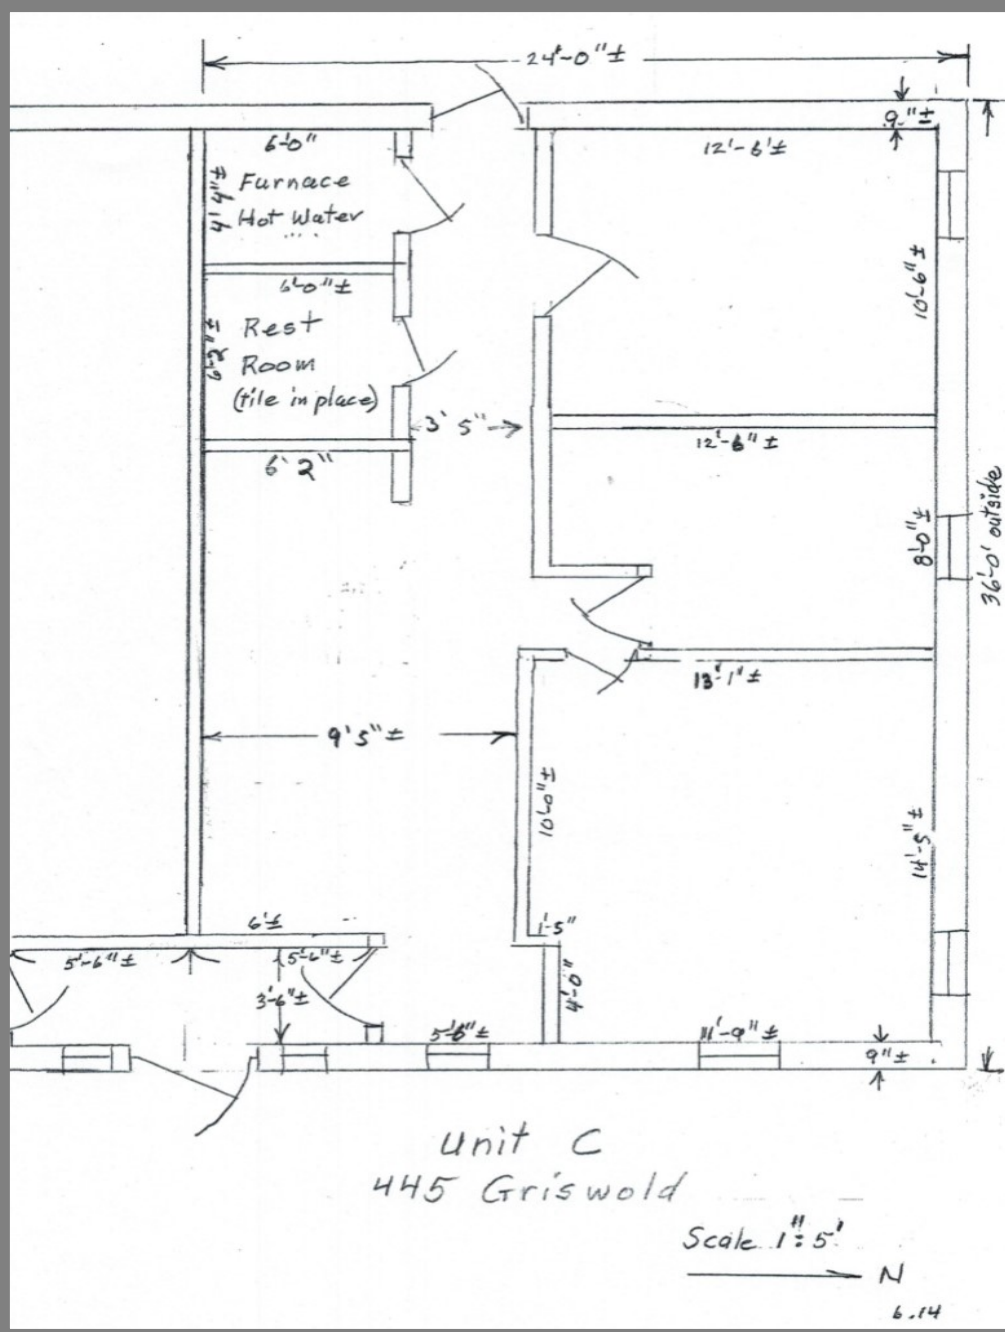 24'-0"±
9"±
6'-0"
12'-6"±
4'4"±
Furnace
Hot Water
10'-6"±
6'-0"±
6'-2"±
Rest
Room
(tile in place)
3' 5"
12'-6"±
6' 2"
8'-0"±
36'-0' outside
13'-1"±
9'5"±
10'-0"±
14'-5"±
6'±
1'-5"
5'-6"±
5'-6"±
3'-6"±
4'-0"
5'-6"±
11'-9"±
9"±
Unit C
445 Griswold
Scale 1"=5'
N
6.14